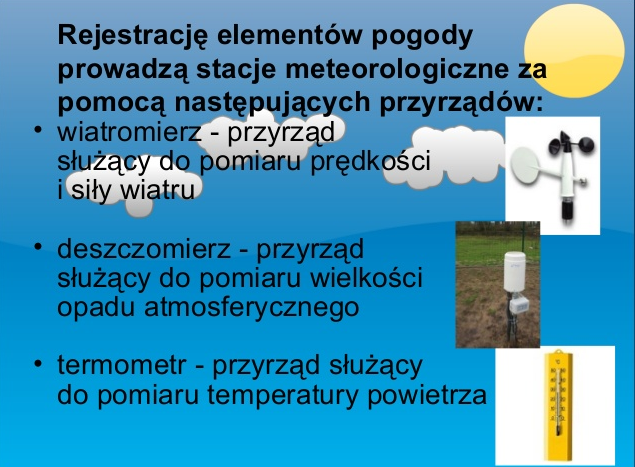 Rejestrację elementów pogody
prowadzą stacje meteorologiczne za
pomocą następujących przyrządów:
• wiatromierz - przyrząd
służący do pomiaru prędkości
i siły wiatru
• deszczomierz - przyrząd
służący do pomiaru wielkości
opadu atmosferycznego
• termometr - przyrząd służący
do pomiaru temperatury powietrza